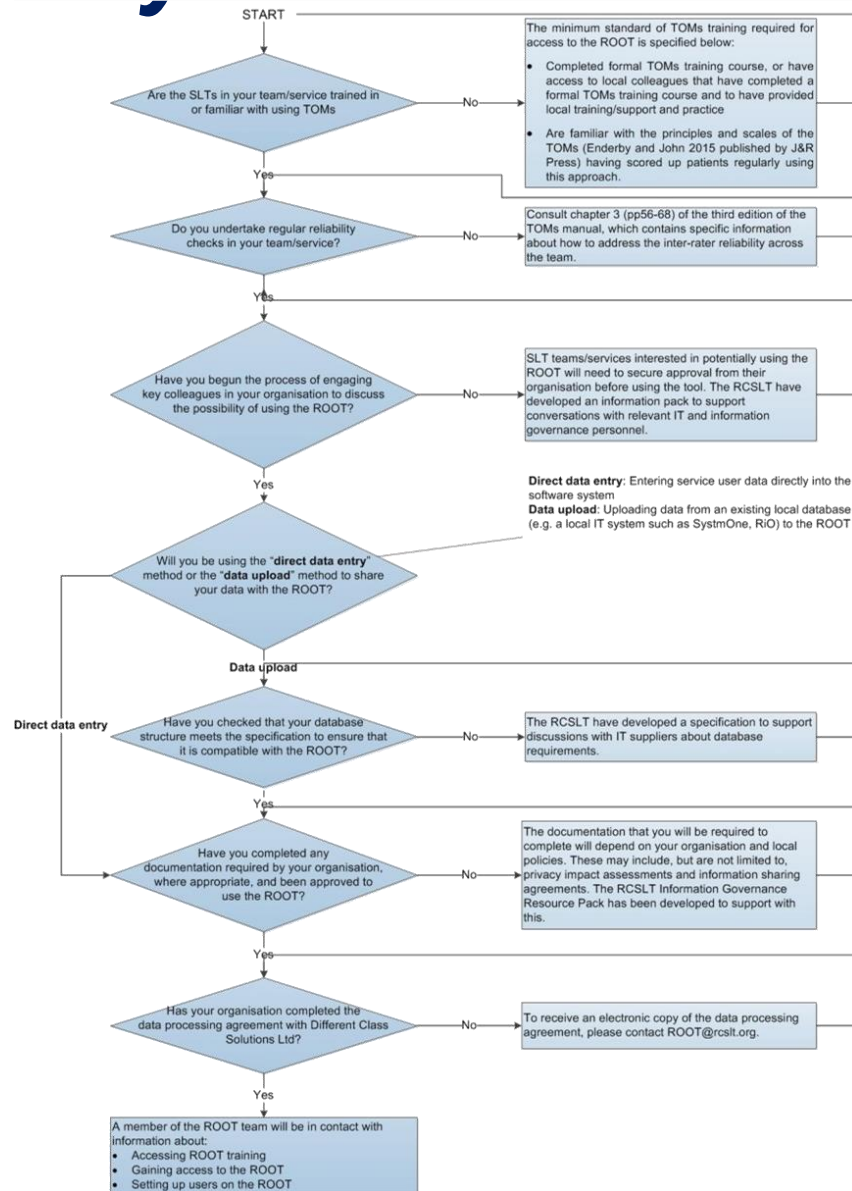 START
The minimum standard of TOMs training required for
access to the ROOT is specified below:
• Completed formal TOMs training course, or have
access to local colleagues that have completed a
formal TOMs training course and to have provided
local training/support and practice
• Are familiar with the principles and scales of the
TOMs (Enderby and John 2015 published by J&R
Press) having scored up patients regularly using
this approach.
Are the SLTs in your team/service trained in
or familiar with using TOMs
No
Yes
Do you undertake regular reliability
checks in your team/service?
No
Consult chapter 3 (pp56-68) of the third edition of the
TOMs manual, which contains specific information
about how to address the inter-rater reliability across
the team.
Yes
Have you begun the process of engaging
key colleagues in your organisation to discuss
the possibility of using the ROOT?
No
SLT teams/services interested in potentially using the
ROOT will need to secure approval from their
organisation before using the tool. The RCSLT have
developed an information pack to support
conversations with relevant IT and information
governance personnel.
Yes
Direct data entry: Entering service user data directly into the
software system
Data upload: Uploading data from an existing local database
(e.g. a local IT system such as SystmOne, RiO) to the ROOT
Will you be using the “direct data entry”
method or the “data upload” method to share
your data with the ROOT?
Data upload
Direct data entry
Have you checked that your database
structure meets the specification to ensure that
it is compatible with the ROOT?
No
The RCSLT have developed a specification to support
discussions with IT suppliers about database
requirements.
Yes
Have you completed any
documentation required by your organisation,
where appropriate, and been approved to
use the ROOT?
No
The documentation that you will be required to
complete will depend on your organisation and local
policies. These may include, but are not limited to,
privacy impact assessments and information sharing
agreements. The RCSLT Information Governance
Resource Pack has been developed to support with
this.
Yes
Has your organisation completed the
data processing agreement with Different Class
Solutions Ltd?
No
To receive an electronic copy of the data processing
agreement, please contact ROOT@rcslt.org.
Yes
A member of the ROOT team will be in contact with
information about:
• Accessing ROOT training
• Gaining access to the ROOT
• Setting up users on the ROOT